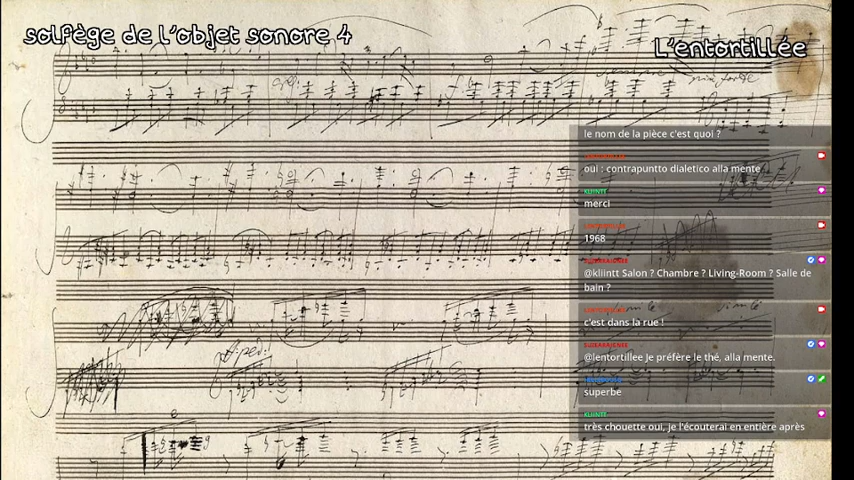 solfège de l'objet sonore 4
L'entortillée
le nom de la pièce c'est quoi ?
oui : contrapuntto dialetico alla mente
KLIINTT
merci
1968
@kliintt Salon ? Chambre ? Living-Room ? Salle de
bain ?
c'est dans la rue !
@lentortillee Je préfère le thé, alla mente.
superbe
KLIINTT
très chouette oui, je l'écouterai en entière après